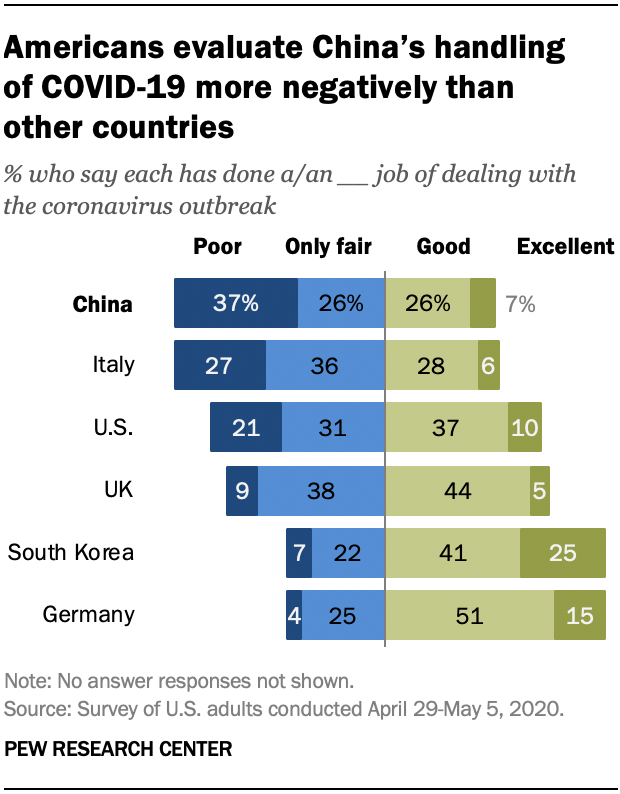 Americans evaluate China's handling
of COVID-19 more negatively than
other countries
% who say each has done a/an __ job of dealing with
the coronavirus outbreak
Poor Only fair Good Excellent
China 37% 26% 26% 7%
Italy 27 36 28 6
U.S. 21 31 37 10
UK 9 38 44 5
South Korea 7 22 41 25
Germany 4 25 51 15
Note: No answer responses not shown.
Source: Survey of U.S. adults conducted April 29-May 5, 2020.
PEW RESEARCH CENTER